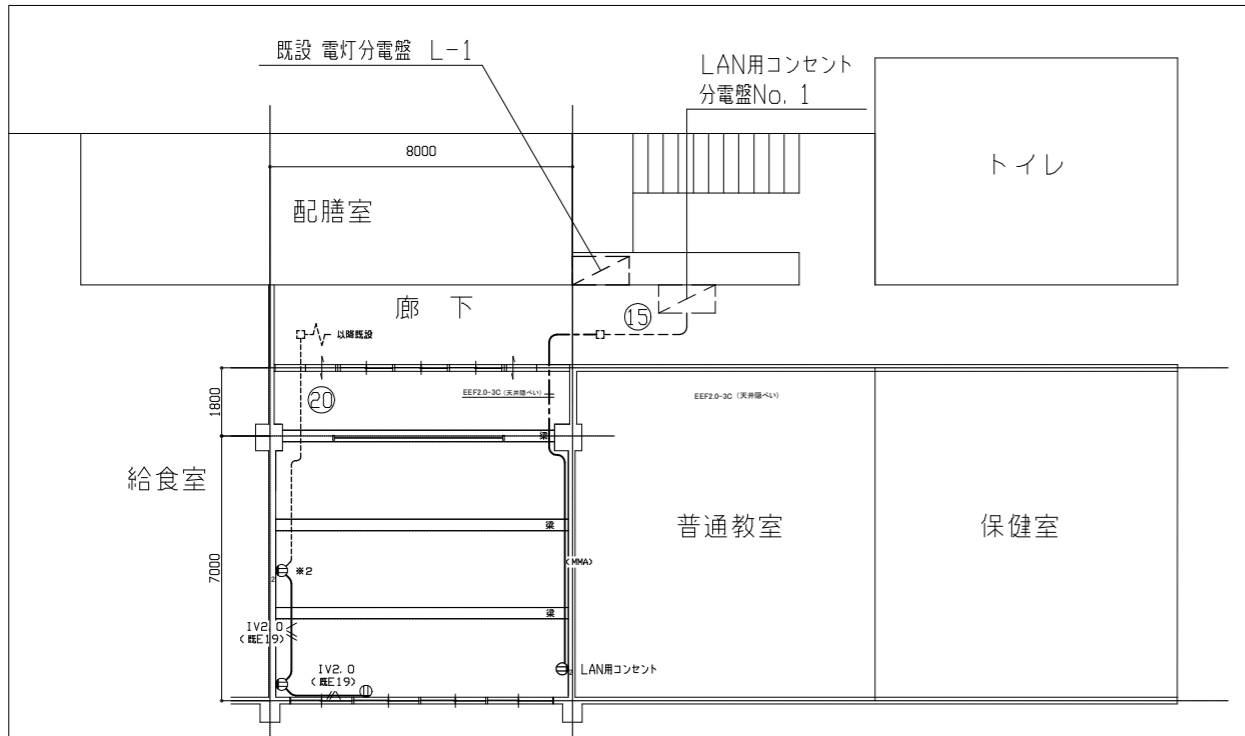 既設 電灯分電盤 L-1
LAN用コンセント
分電盤No. 1
8000
トイレ
配膳室
廊 下
15
以降既設
20
EEF2.0-3C (天井隠ぺい)
EEF2.0-3C (天井隠ぺい)
1800
梁
給食室
梁
普通教室
保健室
7000
(MMA)
2
※2
梁
IV2.0
(既E19)
IV2.0
(既E19)
2
LAN用コンセント